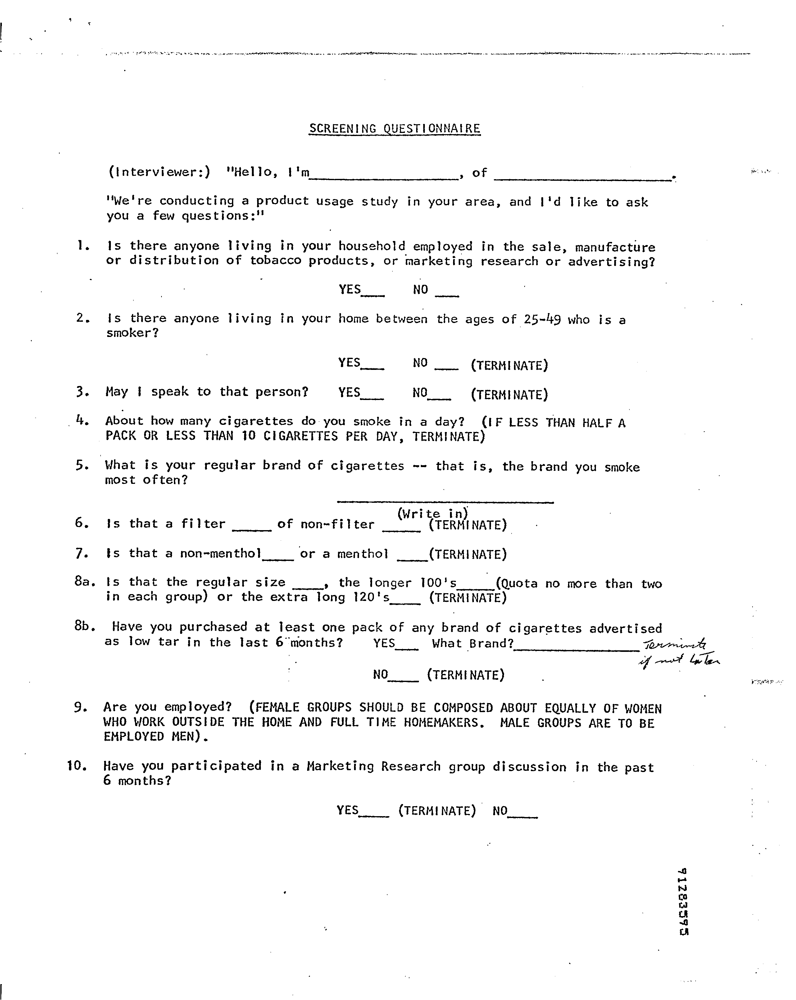 SCREENING QUESTIONNAIRE
(Interviewer:) "Hello, I'm____________________, of ________________________.
"We're conducting a product usage study in your area, and I'd like to ask
you a few questions:"
1. Is there anyone living in your household employed in the sale, manufacture
or distribution of tobacco products, or marketing research or advertising?
YES___ NO ___
2. Is there anyone living in your home between the ages of 25-49 who is a
smoker?
YES___ NO ___ (TERMINATE)
3. May I speak to that person? YES___ NO___ (TERMINATE)
4. About how many cigarettes do you smoke in a day? (IF LESS THAN HALF A
PACK OR LESS THAN 10 CIGARETTES PER DAY, TERMINATE)
5. What is your regular brand of cigarettes -- that is, the brand you smoke
most often?
_____________________________
(Write in)
6. Is that a filter _____ of non-filter _____ (TERMINATE)
7. Is that a non-menthol____ or a menthol ____(TERMINATE)
8a. Is that the regular size ____, the longer 100's____(Quota no more than two
in each group) or the extra long 120's____ (TERMINATE)
8b. Have you purchased at least one pack of any brand of cigarettes advertised
as low tar in the last 6 months? YES___ What Brand?_________________ Terminate
if not lo tar
NO____ (TERMINATE)
9. Are you employed? (FEMALE GROUPS SHOULD BE COMPOSED ABOUT EQUALLY OF WOMEN
WHO WORK OUTSIDE THE HOME AND FULL TIME HOMEMAKERS. MALE GROUPS ARE TO BE
EMPLOYED MEN).
10. Have you participated in a Marketing Research group discussion in the past
6 months?
YES____ (TERMINATE) NO____
91283595